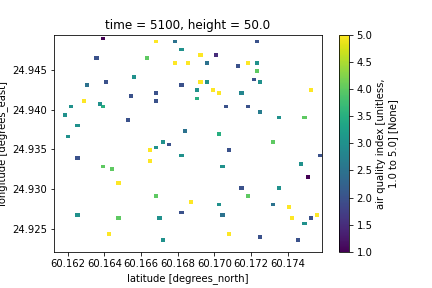 time = 5100, height = 50.0
24.945
24.940
24.935
24.930
24.925
longitude [degrees_east]
60.162 60.164 60.166 60.168 60.170 60.172 60.174
latitude [degrees_north]
5.0
4.5
4.0
3.5
3.0
2.5
2.0
1.5
1.0
air quality index [unitless,
1.0 to 5.0] [None]